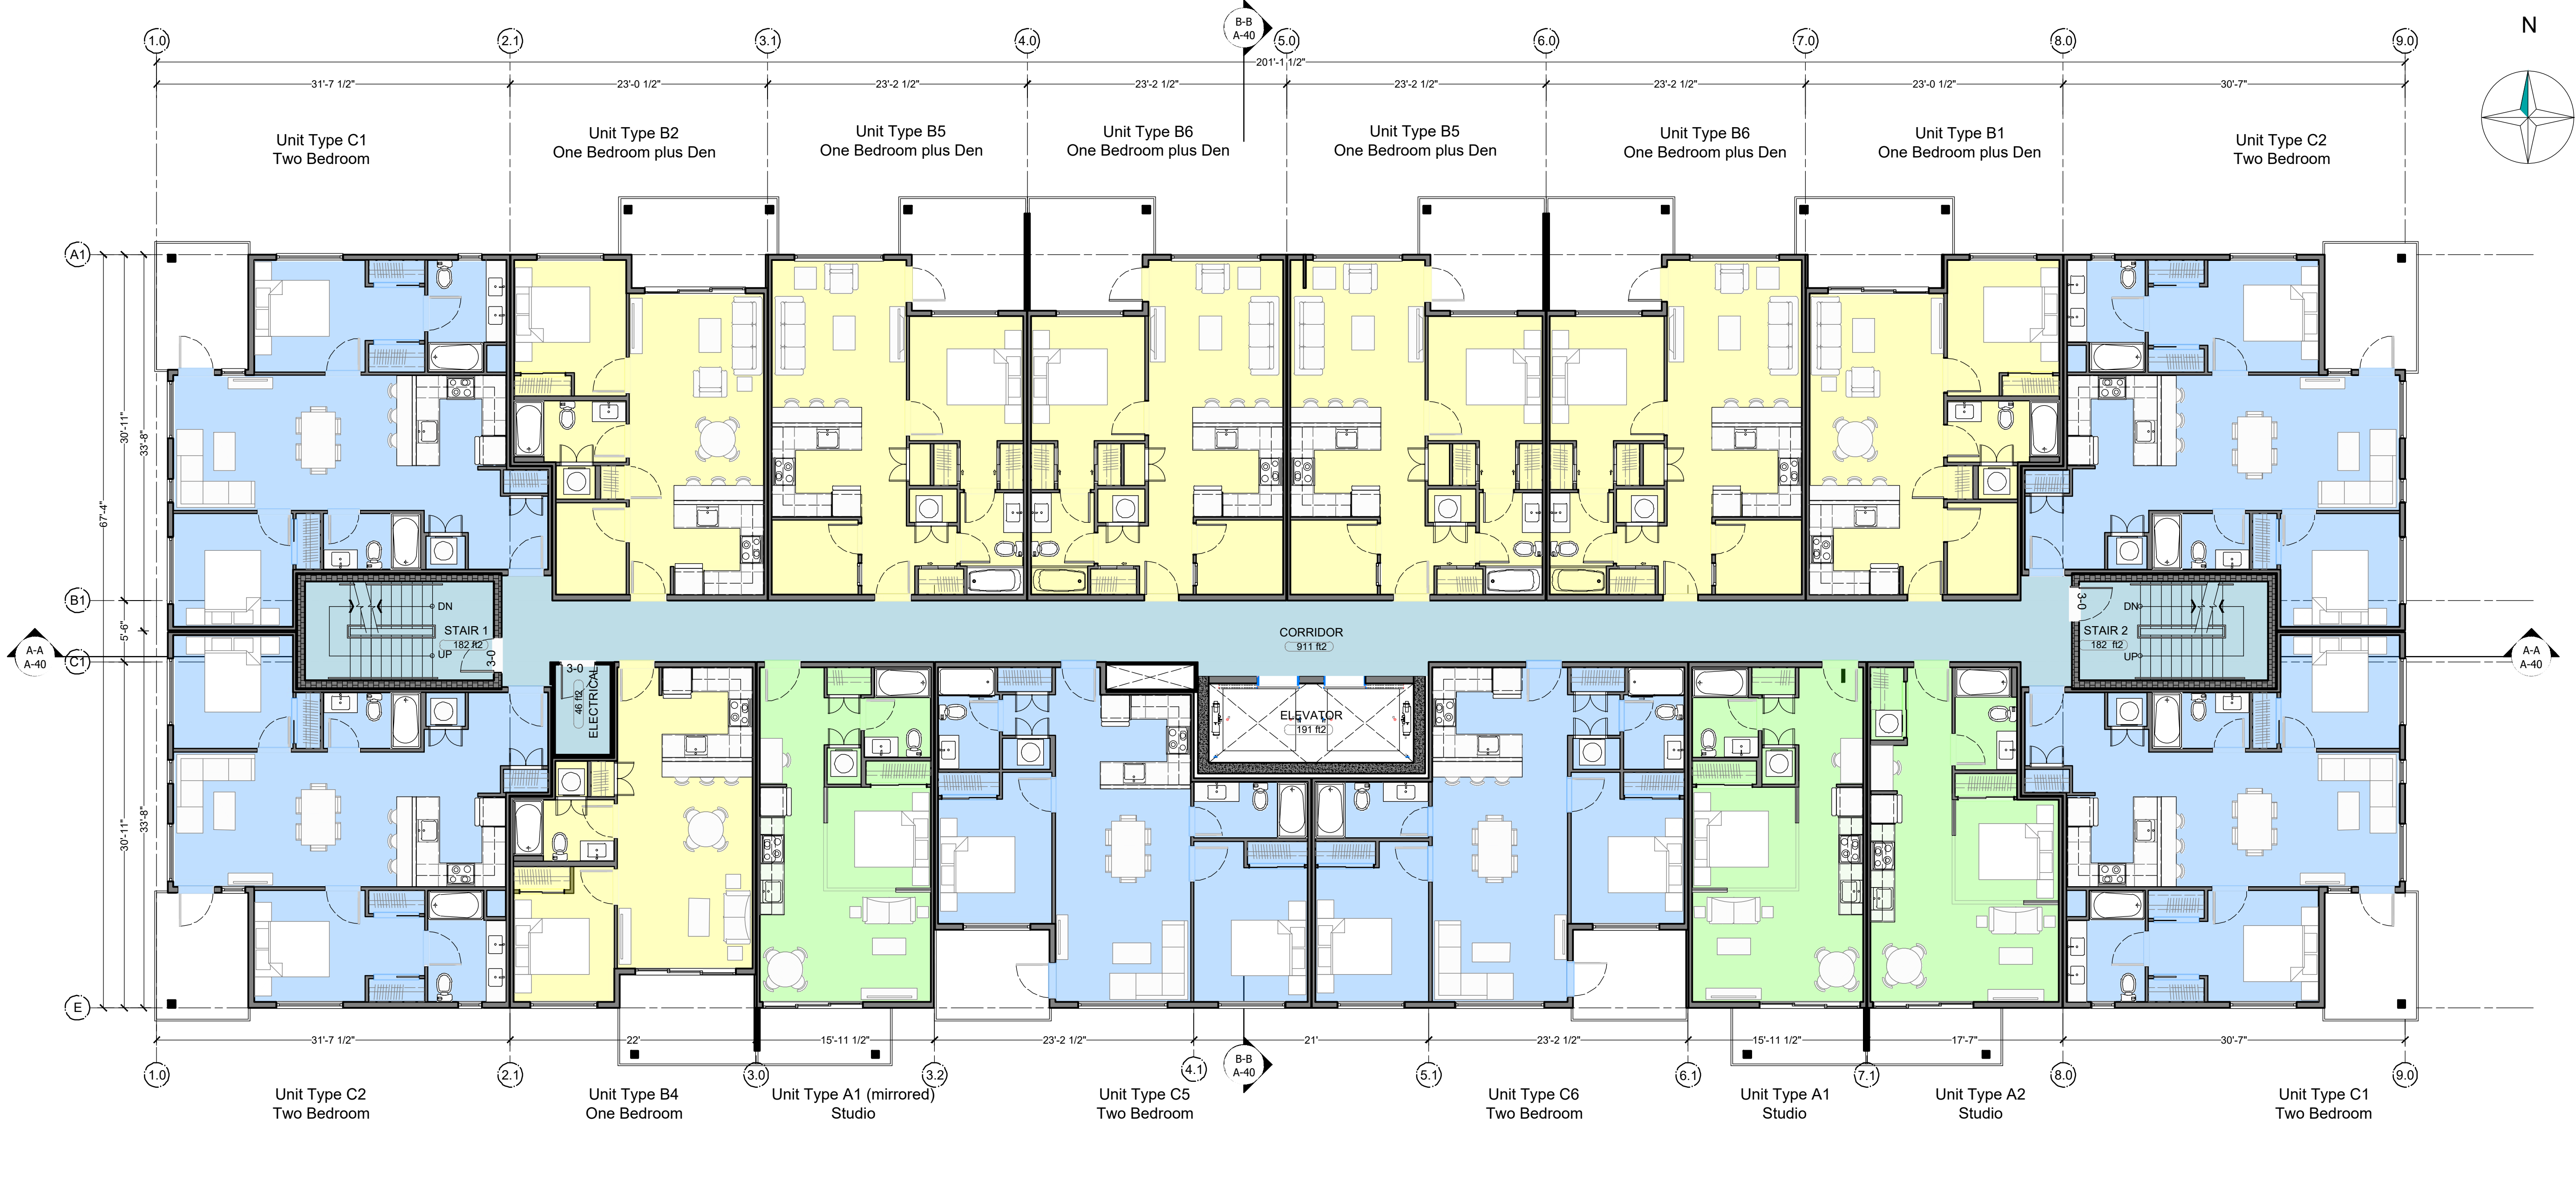 B-B
A-40
N
1.0
2.1
3.1
4.0
5.0
6.0
7.0
8.0
9.0
201'-1 1/2"
31'-7 1/2"
23'-0 1/2"
23'-2 1/2"
23'-2 1/2"
23'-2 1/2"
23'-2 1/2"
23'-0 1/2"
30'-7"
Unit Type C1
Two Bedroom
Unit Type B2
One Bedroom plus Den
Unit Type B5
One Bedroom plus Den
Unit Type B6
One Bedroom plus Den
Unit Type B5
One Bedroom plus Den
Unit Type B6
One Bedroom plus Den
Unit Type B1
One Bedroom plus Den
Unit Type C2
Two Bedroom
A1
30'-11"
33'-8"
67'-4"
B1
5'-6"
C1
A-A
A-40
DN
STAIR 1
182 ft2
UP
3-0
3-0
46 ft2
ELECTRICAL
CORRIDOR
911 ft2
ELEVATOR
191 ft2
3-0
DN
STAIR 2
182 ft2
UP
A-A
A-40
33'-8"
30'-11"
E
31'-7 1/2"
22'
15'-11 1/2"
23'-2 1/2"
21'
23'-2 1/2"
15'-11 1/2"
17'-7"
30'-7"
1.0
2.1
3.0
3.2
4.1
B-B
A-40
5.1
6.1
7.1
8.0
9.0
Unit Type C2
Two Bedroom
Unit Type B4
One Bedroom
Unit Type A1 (mirrored)
Studio
Unit Type C5
Two Bedroom
Unit Type C6
Two Bedroom
Unit Type A1
Studio
Unit Type A2
Studio
Unit Type C1
Two Bedroom